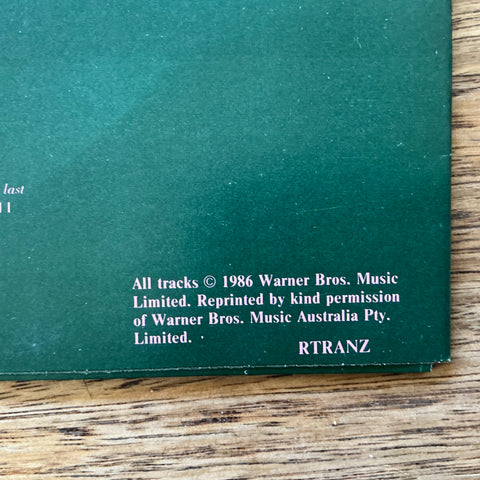 last
All tracks © 1986 Warner Bros. Music
Limited. Reprinted by kind permission
of Warner Bros. Music Australia Pty.
Limited.
RTRANZ